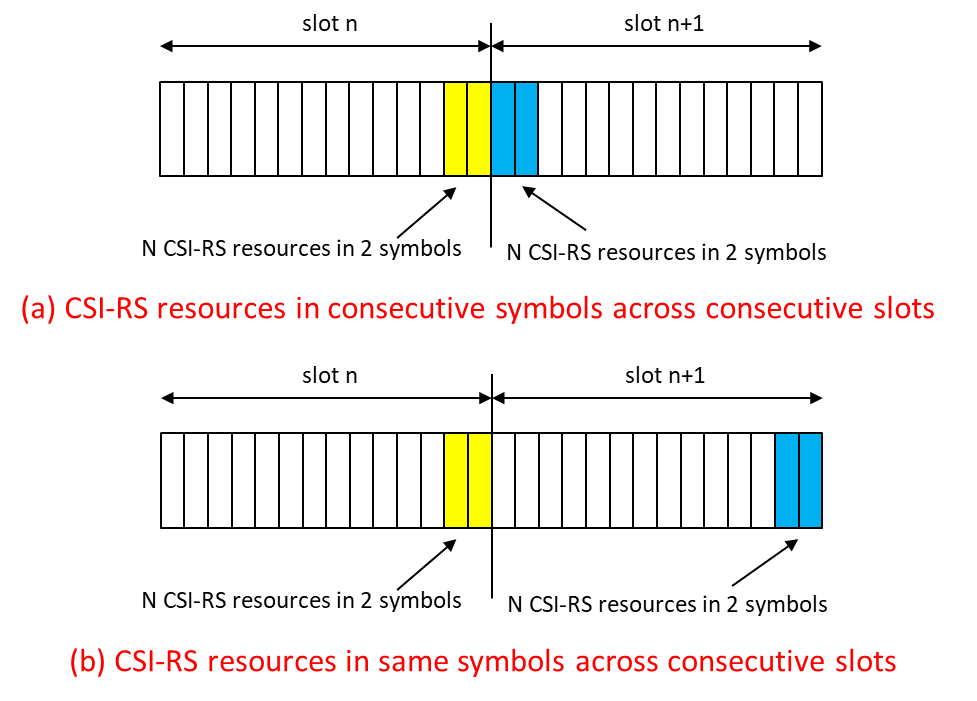 slot n
slot n+1
N CSI-RS resources in 2 symbols
N CSI-RS resources in 2 symbols
(a) CSI-RS resources in consecutive symbols across consecutive slots
slot n
slot n+1
N CSI-RS resources in 2 symbols
N CSI-RS resources in 2 symbols
(b) CSI-RS resources in same symbols across consecutive slots